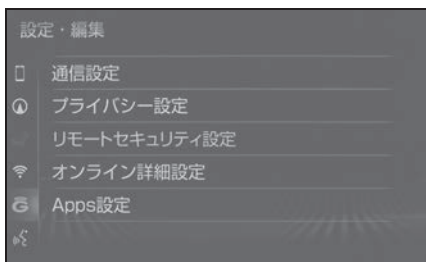 設定・編集
通信設定
プライバシー設定
リモートセキュリティ設定
オンライン詳細設定
Apps設定